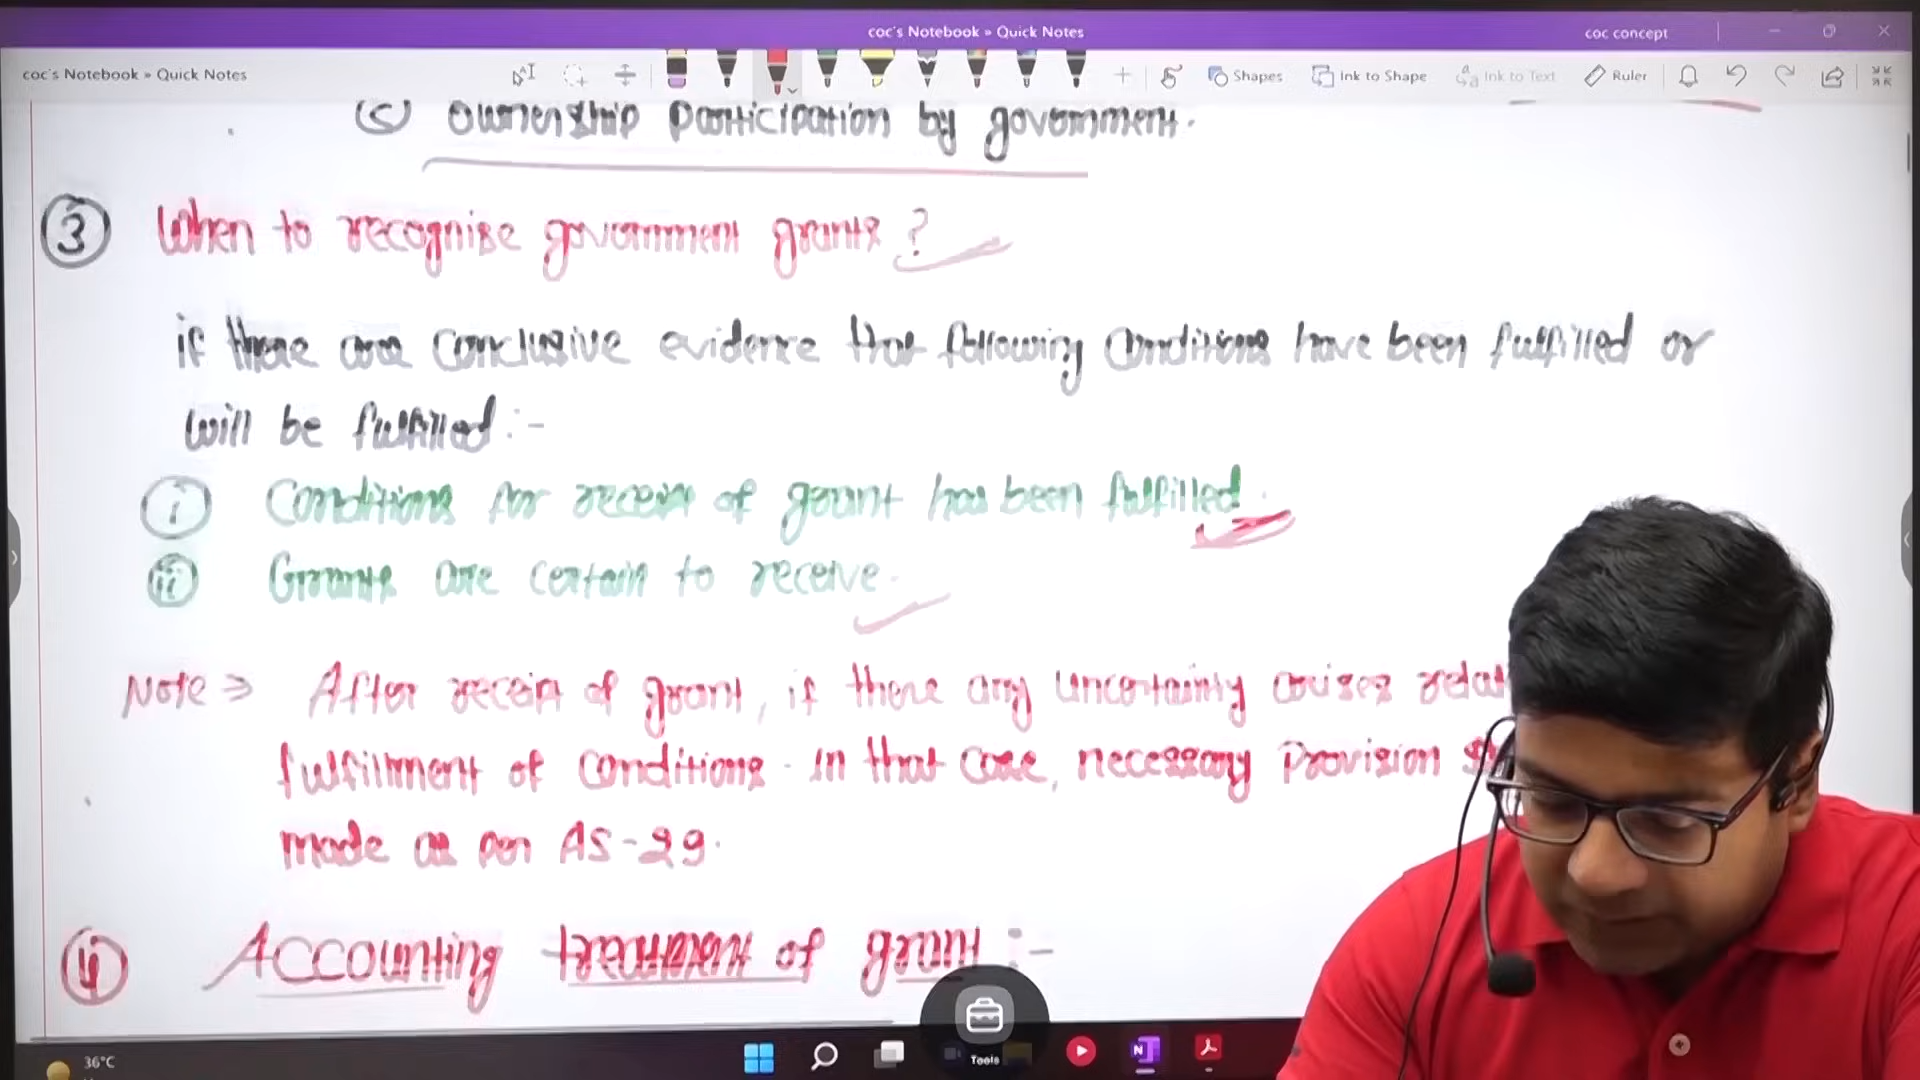 coc's Notebook » Quick Notes
coc concept
coc's Notebook » Quick Notes
Shapes
Ink to Shape
Ink to Text
Ruler
(c) ownership participation by government.
③ When to recognise government grants ?
if there are conclusive evidence that following conditions have been fulfilled or
will be fulfilled :-
(i) Conditions for receipt of grant has been fulfilled.
(ii) Grants are certain to receive.
Note ⇒ After receipt of grant, if there any uncertainty arises relat
fulfillment of conditions. In that case, necessary provision
made as per AS-29.
④ Accounting treatment of grant :-
36°C
Tools